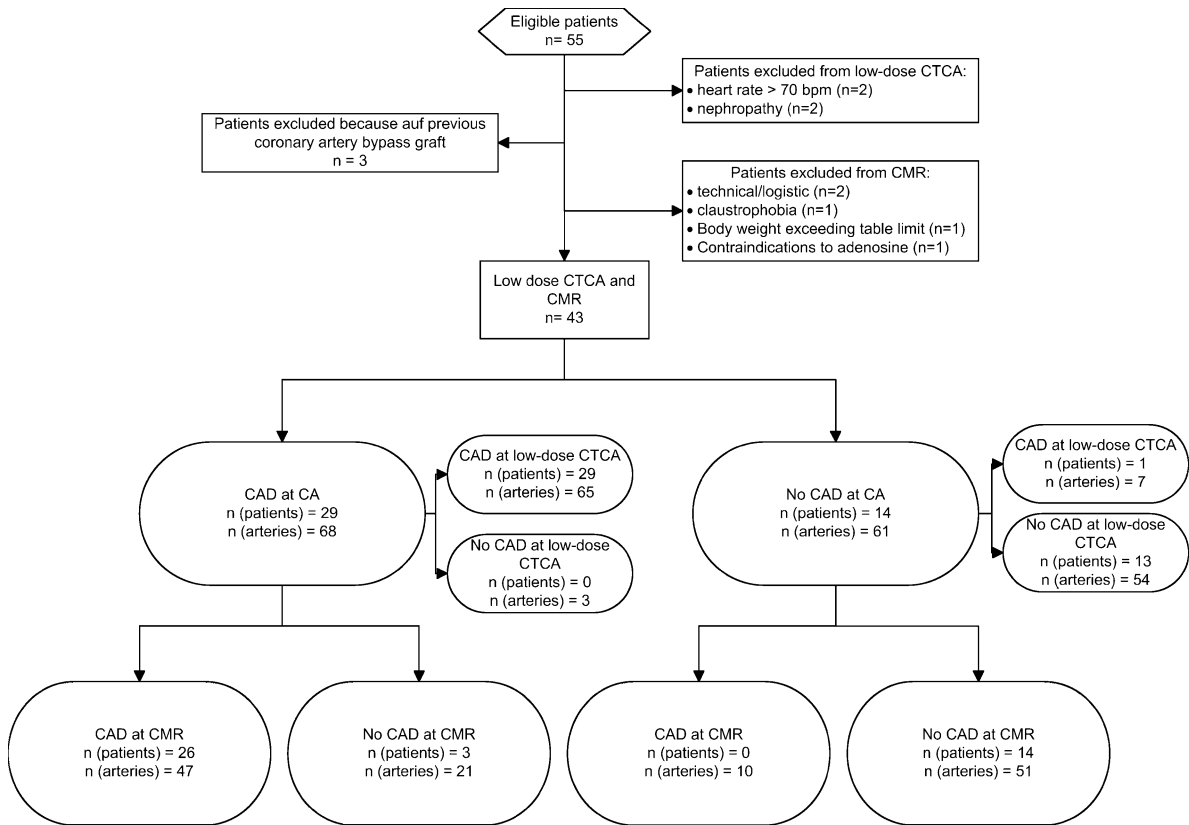 Eligible patients
n= 55
Patients excluded from low-dose CTCA:
• heart rate > 70 bpm (n=2)
• nephropathy (n=2)
Patients excluded because auf previous
coronary artery bypass graft
n = 3
Patients excluded from CMR:
• technical/logistic (n=2)
• claustrophobia (n=1)
• Body weight exceeding table limit (n=1)
• Contraindications to adenosine (n=1)
Low dose CTCA and
CMR
n= 43
CAD at CA
n (patients) = 29
n (arteries) = 68
CAD at low-dose CTCA
n (patients) = 29
n (arteries) = 65
No CAD at low-dose
CTCA
n (patients) = 0
n (arteries) = 3
No CAD at CA
n (patients) = 14
n (arteries) = 61
CAD at low-dose CTCA
n (patients) = 1
n (arteries) = 7
No CAD at low-dose
CTCA
n (patients) = 13
n (arteries) = 54
CAD at CMR
n (patients) = 26
n (arteries) = 47
No CAD at CMR
n (patients) = 3
n (arteries) = 21
CAD at CMR
n (patients) = 0
n (arteries) = 10
No CAD at CMR
n (patients) = 14
n (arteries) = 51